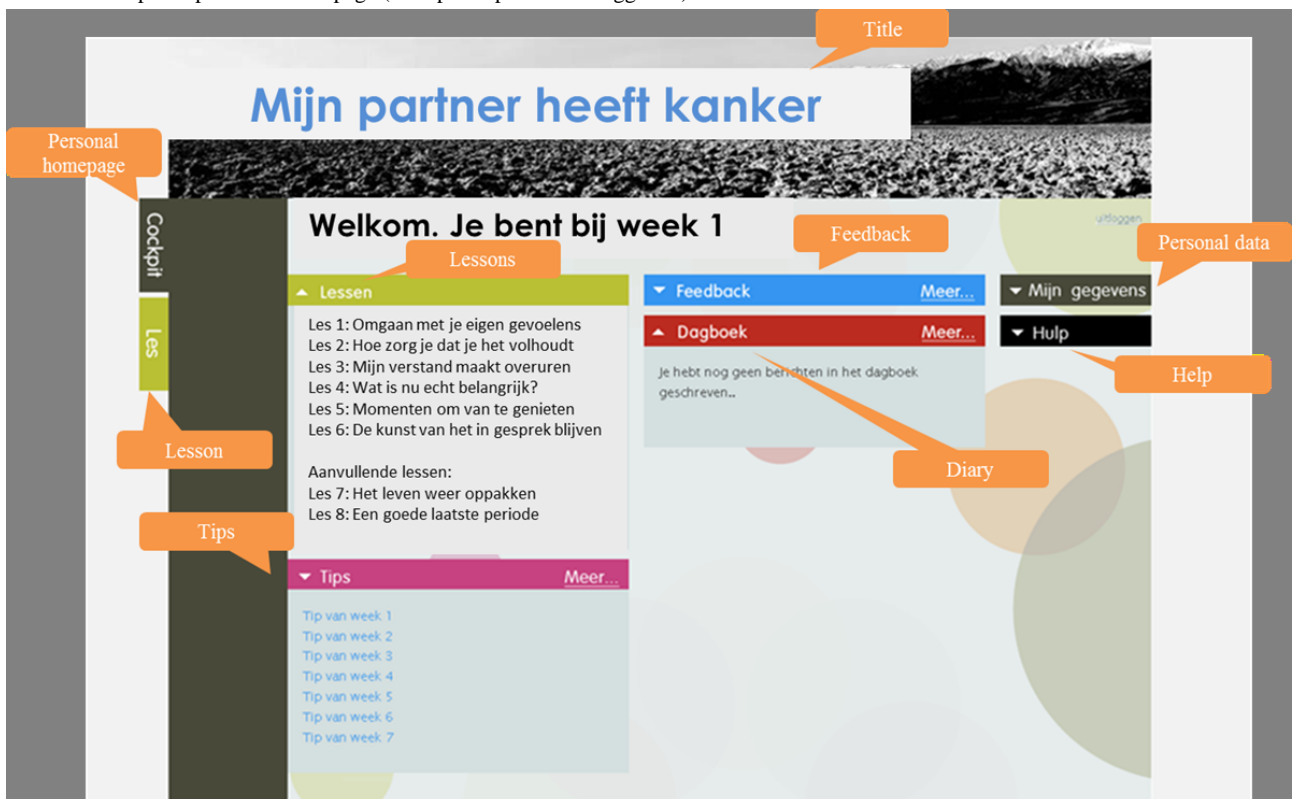 Title
Mijn partner heeft kanker
Personal
homepage
Cockpit
Les
Welkom. Je bent bij week 1
uitloggen
Feedback
Personal data
Lessons
Lessen
Les 1: Omgaan met je eigen gevoelens
Les 2: Hoe zorg je dat je het volhoudt
Les 3: Mijn verstand maakt overuren
Les 4: Wat is nu echt belangrijk?
Les 5: Momenten om van te genieten
Les 6: De kunst van het in gesprek blijven
Aanvullende lessen:
Les 7: Het leven weer oppakken
Les 8: Een goede laatste periode
Feedback Meer...
Dagboek Meer...
Je hebt nog geen berichten in het dagboek
geschreven..
Mijn gegevens
Hulp
Help
Lesson
Diary
Tips
Tips Meer...
Tip van week 1
Tip van week 2
Tip van week 3
Tip van week 4
Tip van week 5
Tip van week 6
Tip van week 7